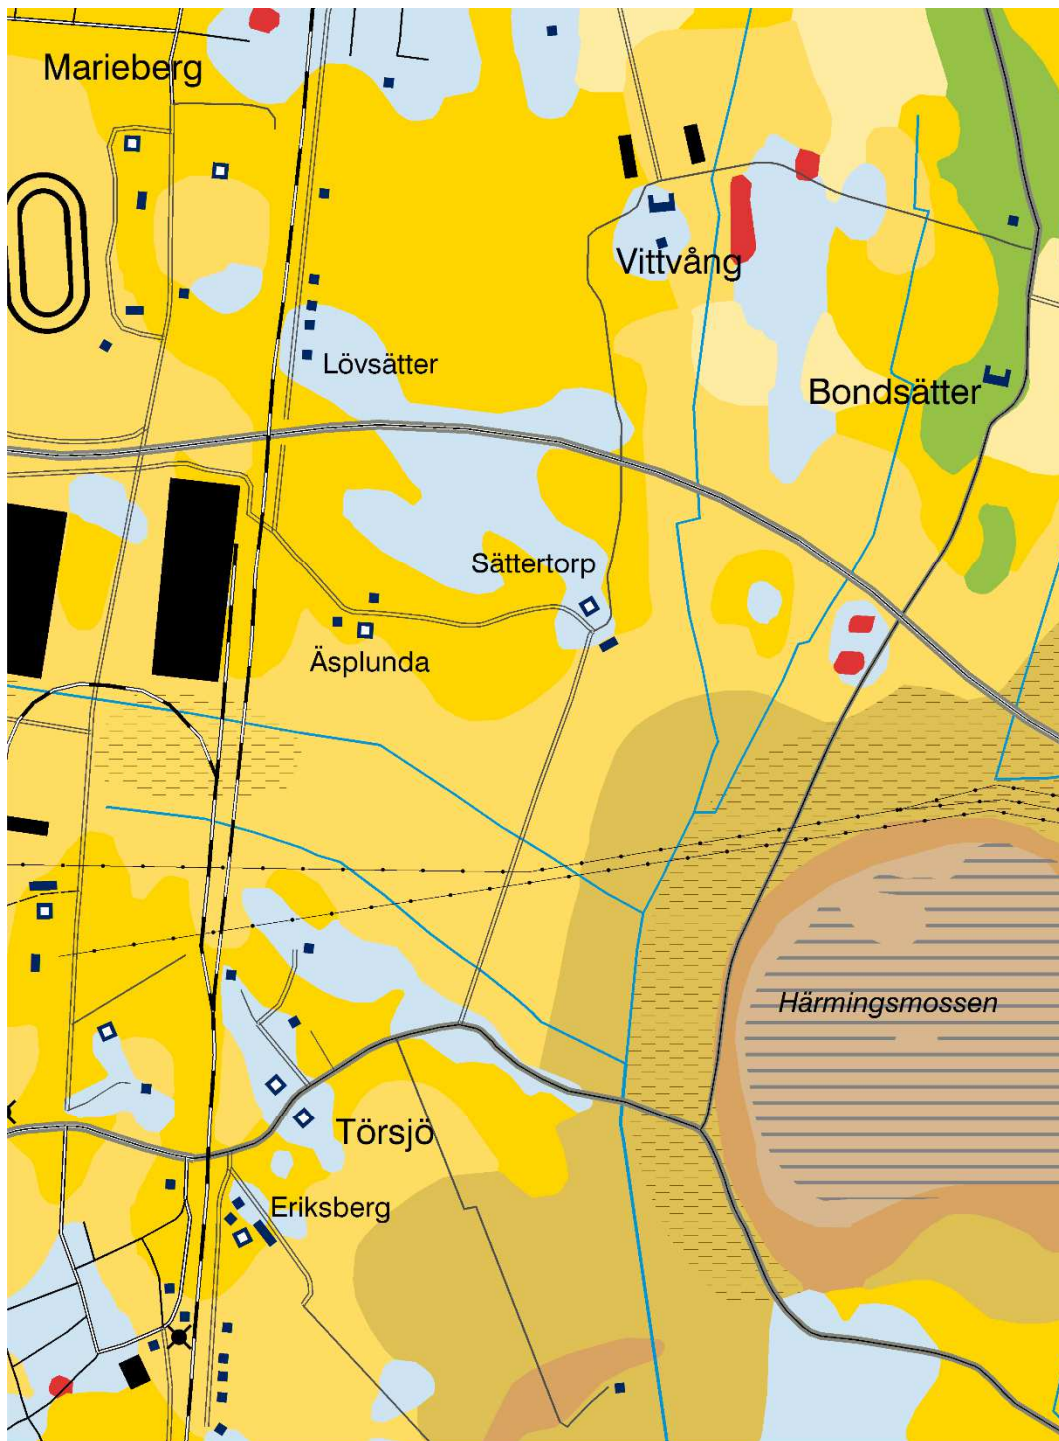 Marieberg
Vittvång
Lövsätter
Bondsätter
Sättertorp
Äsplunda
Härmingsmossen
Törsjö
Eriksberg